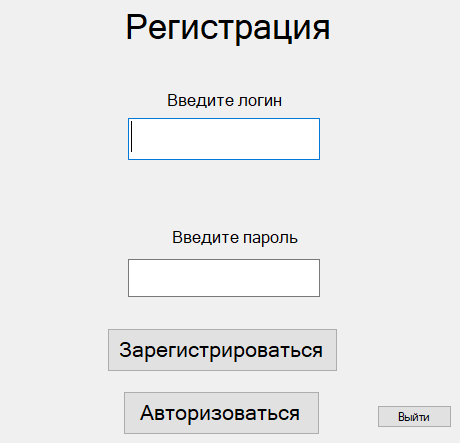 Регистрация
Введите логин
Введите пароль
Зарегистрироваться
Авторизоваться
Выйти